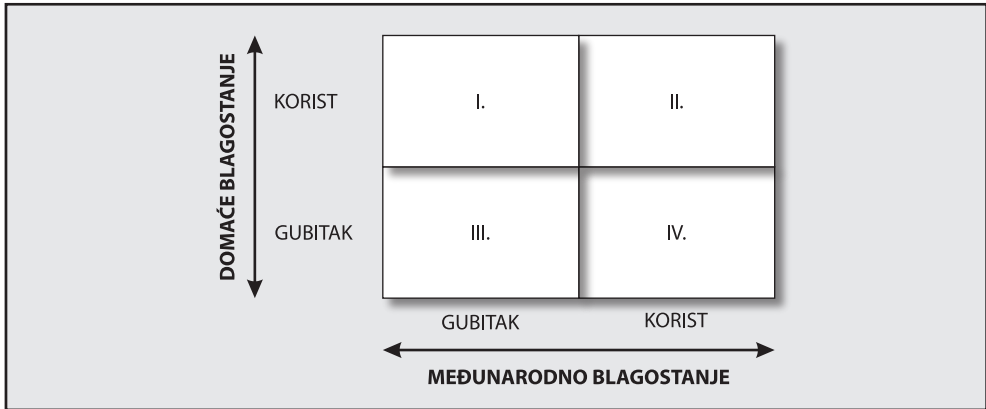 DOMAĆE BLAGOSTANJE
KORIST
I.
II.
GUBITAK
III.
IV.
GUBITAK
KORIST
MEĐUNARODNO BLAGOSTANJE